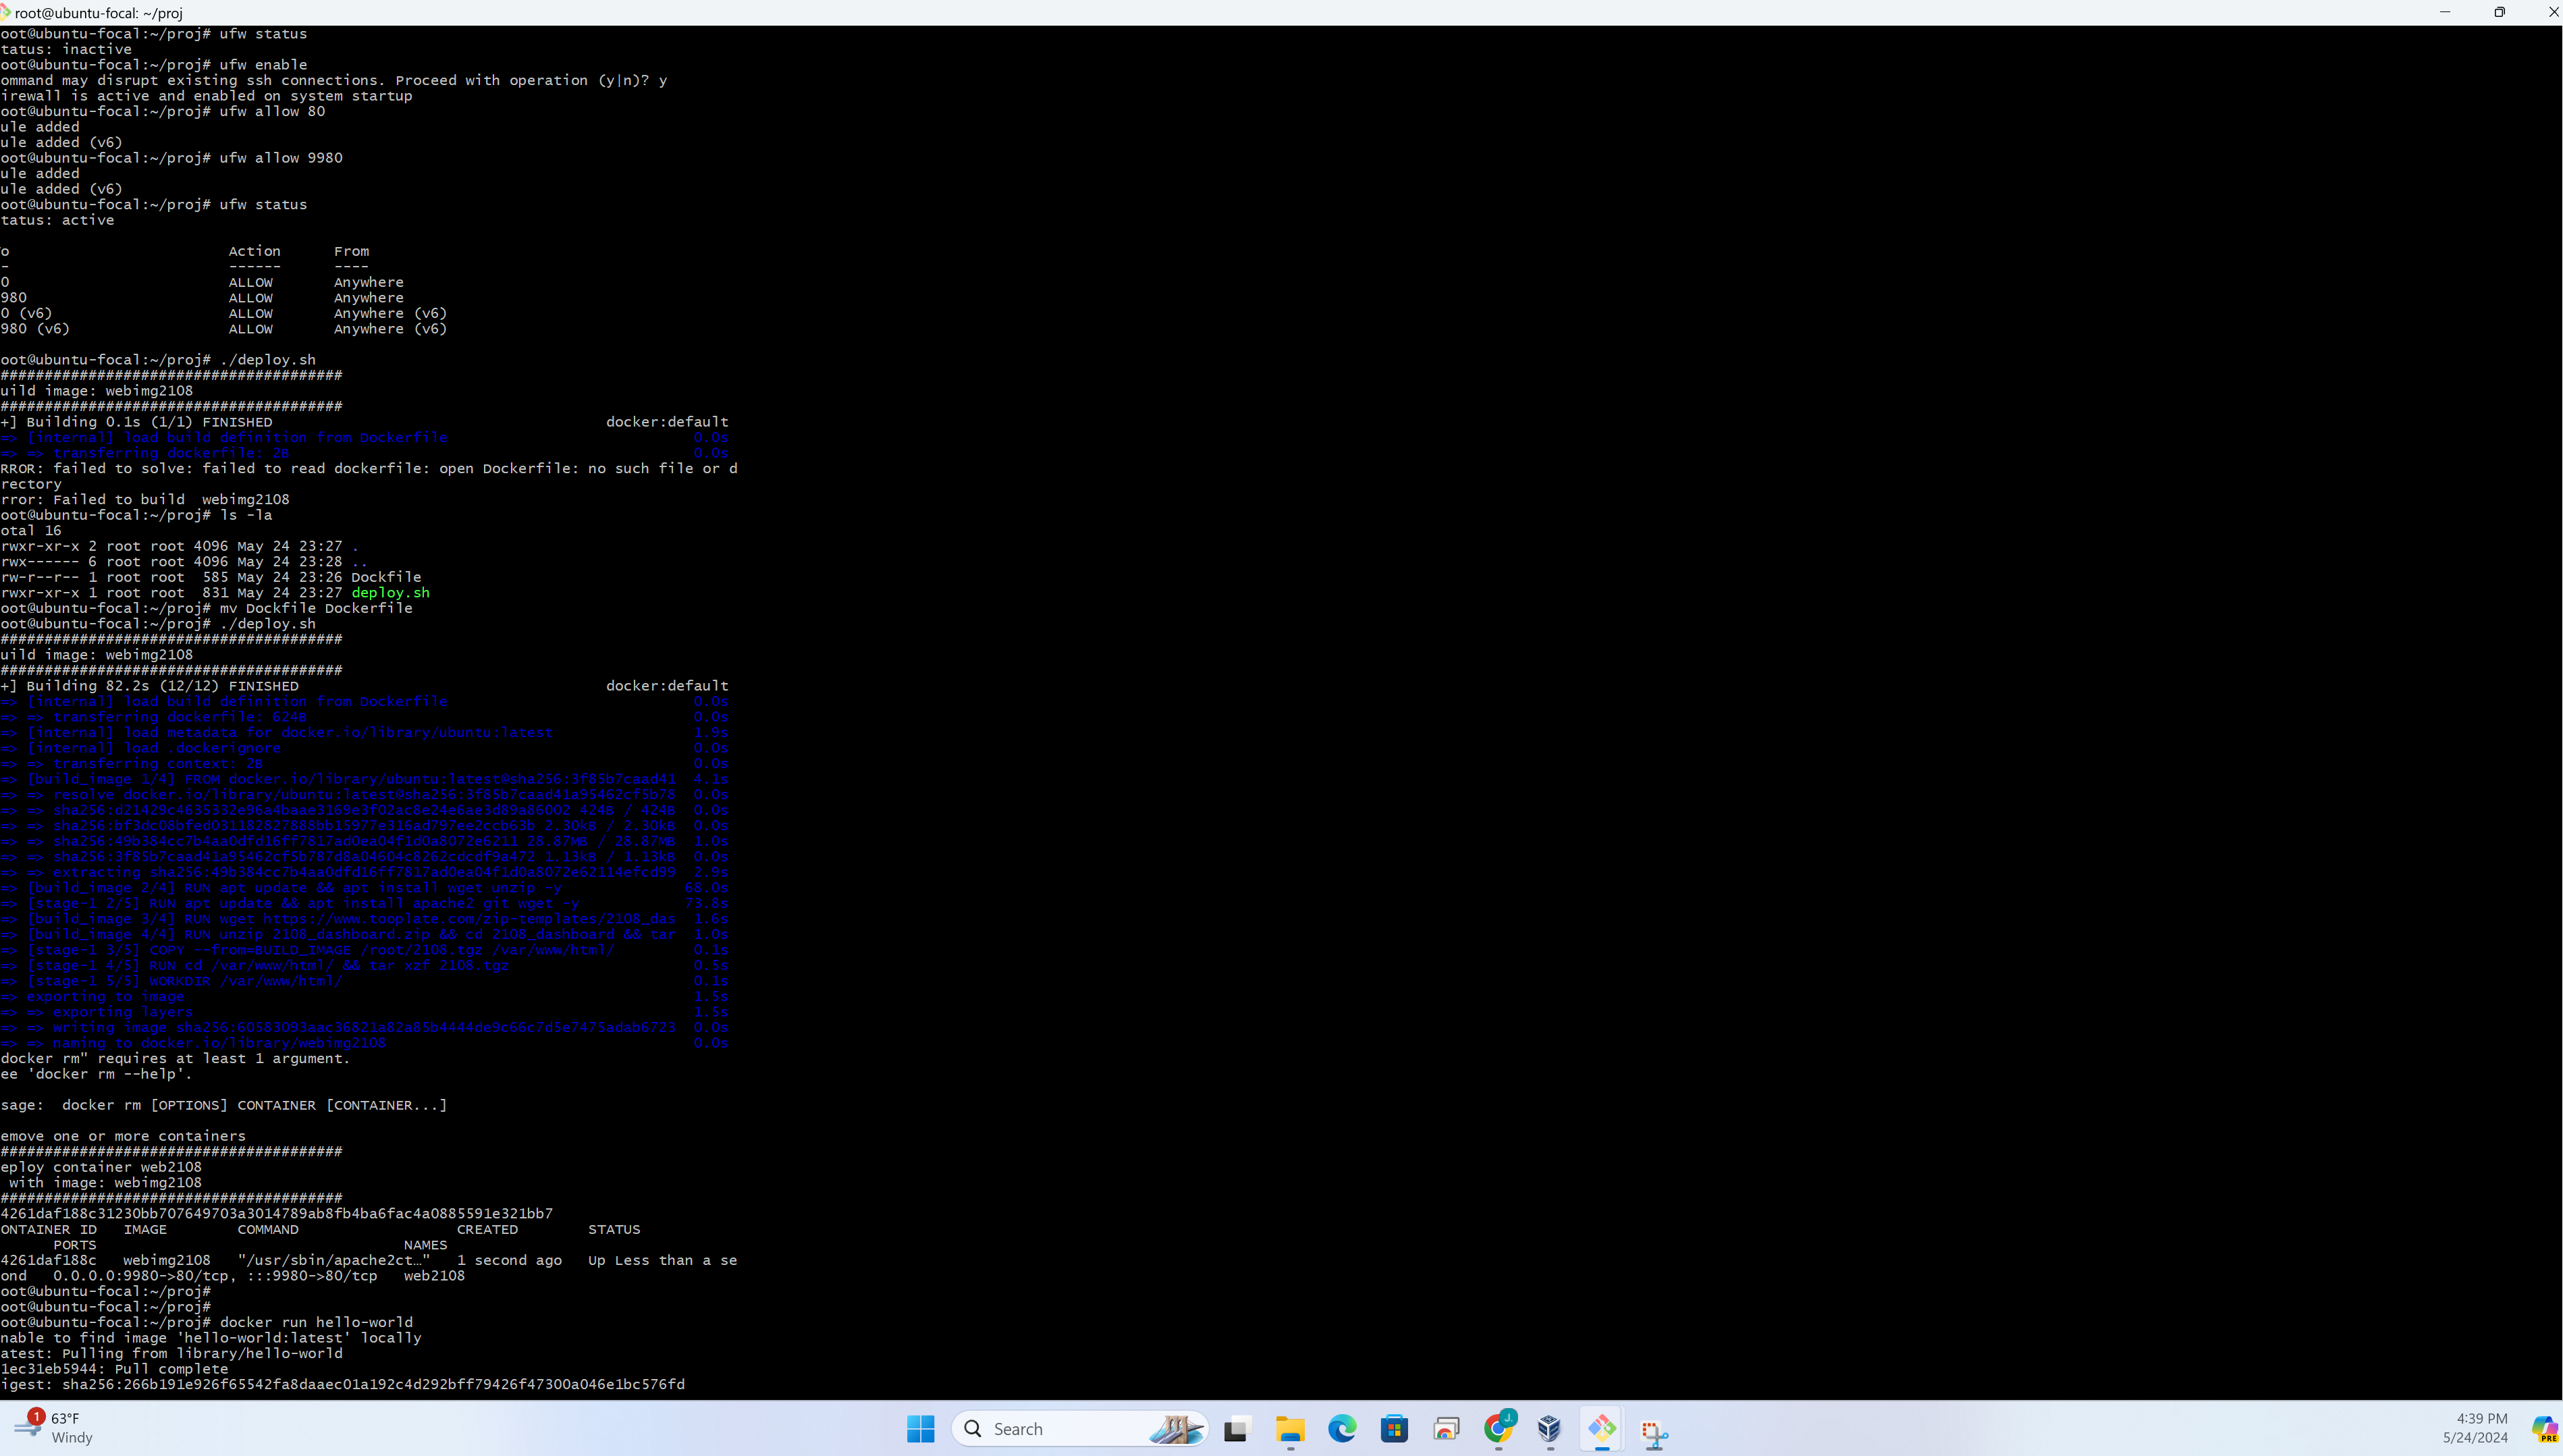 root@ubuntu-focal: ~/proj
oot@ubuntu-focal:~/proj# ufw status
tatus: inactive
oot@ubuntu-focal:~/proj# ufw enable
ommand may disrupt existing ssh connections. Proceed with operation (y|n)? y
irewall is active and enabled on system startup
oot@ubuntu-focal:~/proj# ufw allow 80
ule added
ule added (v6)
oot@ubuntu-focal:~/proj# ufw allow 9980
ule added
ule added (v6)
oot@ubuntu-focal:~/proj# ufw status
tatus: active
o Action From
- ------ ----
0 ALLOW Anywhere
980 ALLOW Anywhere
0 (v6) ALLOW Anywhere (v6)
980 (v6) ALLOW Anywhere (v6)
oot@ubuntu-focal:~/proj# ./deploy.sh
#######################################
uild image: webimg2108
#######################################
+] Building 0.1s (1/1) FINISHED docker:default
=> [internal] load build definition from Dockerfile 0.0s
=> => transferring dockerfile: 2B 0.0s
RROR: failed to solve: failed to read dockerfile: open Dockerfile: no such file or d
rectory
rror: Failed to build  webimg2108
oot@ubuntu-focal:~/proj# ls -la
otal 16
rwxr-xr-x 2 root root 4096 May 24 23:27 .
rwx------ 6 root root 4096 May 24 23:28 ..
rw-r--r-- 1 root root  585 May 24 23:26 Dockfile
rwxr-xr-x 1 root root  831 May 24 23:27 deploy.sh
oot@ubuntu-focal:~/proj# mv Dockfile Dockerfile
oot@ubuntu-focal:~/proj# ./deploy.sh
#######################################
uild image: webimg2108
#######################################
+] Building 82.2s (12/12) FINISHED docker:default
=> [internal] load build definition from Dockerfile 0.0s
=> => transferring dockerfile: 624B 0.0s
=> [internal] load metadata for docker.io/library/ubuntu:latest 1.9s
=> [internal] load .dockerignore 0.0s
=> => transferring context: 2B 0.0s
=> [build_image 1/4] FROM docker.io/library/ubuntu:latest@sha256:3f85b7caad41 4.1s
=> => resolve docker.io/library/ubuntu:latest@sha256:3f85b7caad41a95462cf5b78 0.0s
=> => sha256:d21429c4635332e96a4baae3169e3f02ac8e24e6ae3d89a86002 424B / 424B 0.0s
=> => sha256:bf3dc08bfed031182827888bb15977e316ad797ee2ccb63b 2.30kB / 2.30kB 0.0s
=> => sha256:49b384cc7b4aa0dfd16ff7817ad0ea04f1d0a8072e6211 28.87MB / 28.87MB 1.0s
=> => sha256:3f85b7caad41a95462cf5b787d8a04604c8262cdcdf9a472 1.13kB / 1.13kB 0.0s
=> => extracting sha256:49b384cc7b4aa0dfd16ff7817ad0ea04f1d0a8072e62114efcd99 2.9s
=> [build_image 2/4] RUN apt update && apt install wget unzip -y 68.0s
=> [stage-1 2/5] RUN apt update && apt install apache2 git wget -y 73.8s
=> [build_image 3/4] RUN wget https://www.tooplate.com/zip-templates/2108_das 1.6s
=> [build_image 4/4] RUN unzip 2108_dashboard.zip && cd 2108_dashboard && tar 1.0s
=> [stage-1 3/5] COPY --from=BUILD_IMAGE /root/2108.tgz /var/www/html/ 0.1s
=> [stage-1 4/5] RUN cd /var/www/html/ && tar xzf 2108.tgz 0.5s
=> [stage-1 5/5] WORKDIR /var/www/html/ 0.1s
=> exporting to image 1.5s
=> => exporting layers 1.5s
=> => writing image sha256:60583093aac36821a82a85b4444de9c66c7d5e7475adab6723 0.0s
=> => naming to docker.io/library/webimg2108 0.0s
docker rm" requires at least 1 argument.
ee 'docker rm --help'.
sage:  docker rm [OPTIONS] CONTAINER [CONTAINER...]
emove one or more containers
#######################################
eploy container web2108
with image: webimg2108
#######################################
4261daf188c31230bb707649703a3014789ab8fb4ba6fac4a0885591e321bb7
ONTAINER ID IMAGE COMMAND CREATED STATUS
PORTS NAMES
4261daf188c webimg2108 "/usr/sbin/apache2ct…" 1 second ago Up Less than a se
ond 0.0.0.0:9980->80/tcp, :::9980->80/tcp web2108
oot@ubuntu-focal:~/proj#
oot@ubuntu-focal:~/proj#
oot@ubuntu-focal:~/proj# docker run hello-world
nable to find image 'hello-world:latest' locally
atest: Pulling from library/hello-world
1ec31eb5944: Pull complete
igest: sha256:266b191e926f65542fa8daaec01a192c4d292bff79426f47300a046e1bc576fd
1
63°F
Windy
Search
J.
4:39 PM
5/24/2024
PRE